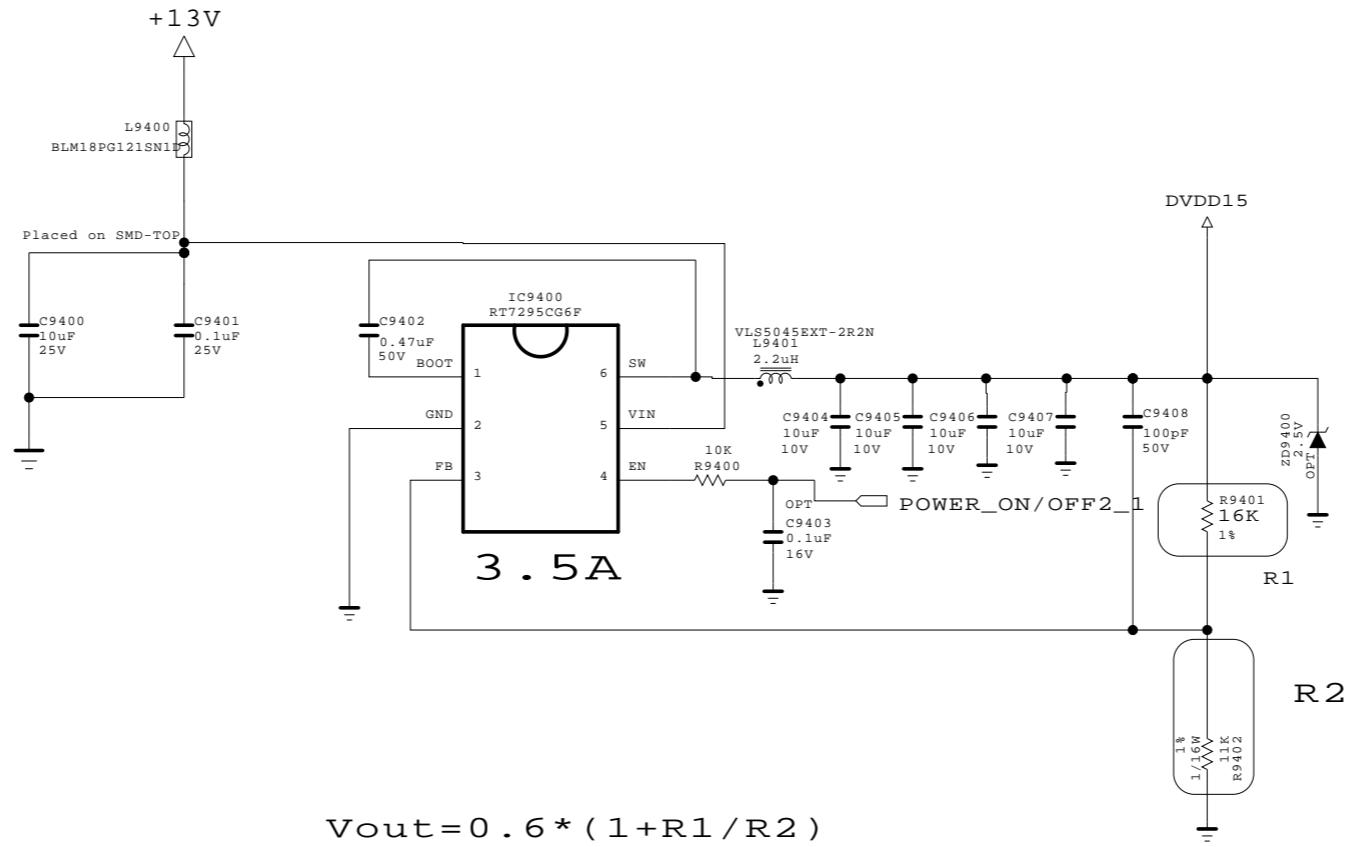 +13V
L9400
BLM18PG121SN1D
Placed on SMD-TOP
C9400
10uF
25V
C9401
0.1uF
25V
C9402
0.47uF
50V
IC9400
RT7295CG6F
BOOT
1
GND
2
FB
3
SW
6
VIN
5
EN
4
3.5A
VLS5045EXT-2R2N
L9401
2.2uH
10K
R9400
OPT
C9403
0.1uF
16V
POWER_ON/OFF2_1
C9404
10uF
10V
C9405
10uF
10V
C9406
10uF
10V
C9407
10uF
10V
C9408
100pF
50V
DVDD15
ZD9400
2.5V
OPT
R9401
16K
1%
R1
R2
1%
1/16W
11K
R9402
Vout=0.6*(1+R1/R2)